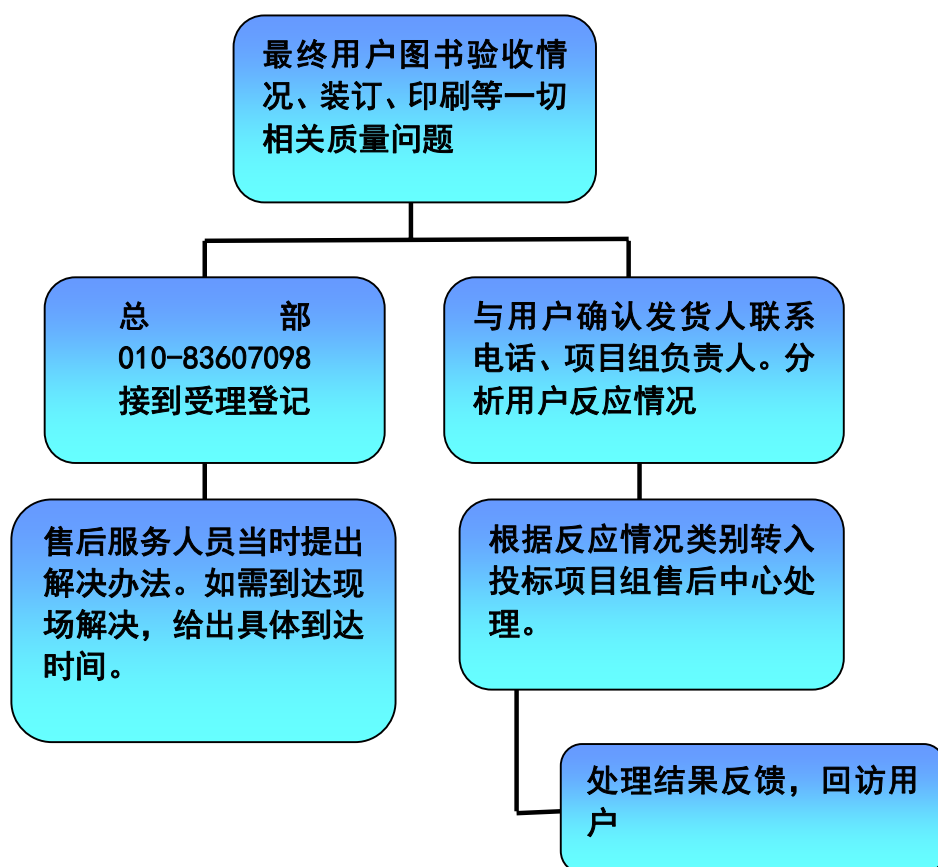 最终用户图书验收情
况、装订、印刷等一切
相关质量问题
总 部
010-83607098
接到受理登记
与用户确认发货人联系
电话、项目组负责人。分
析用户反应情况
售后服务人员当时提出
解决办法。如需到达现
场解决，给出具体到达
时间。
根据反应情况类别转入
投标项目组售后中心处
理。
处理结果反馈，回访用
户